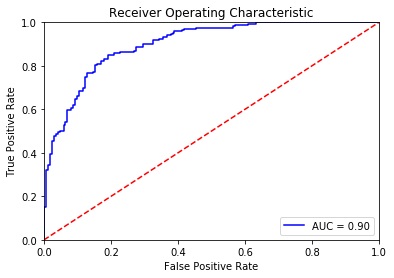 Receiver Operating Characteristic
1.0
0.8
0.6
0.4
0.2
0.0
True Positive Rate
AUC = 0.90
0.0 0.2 0.4 0.6 0.8 1.0
False Positive Rate